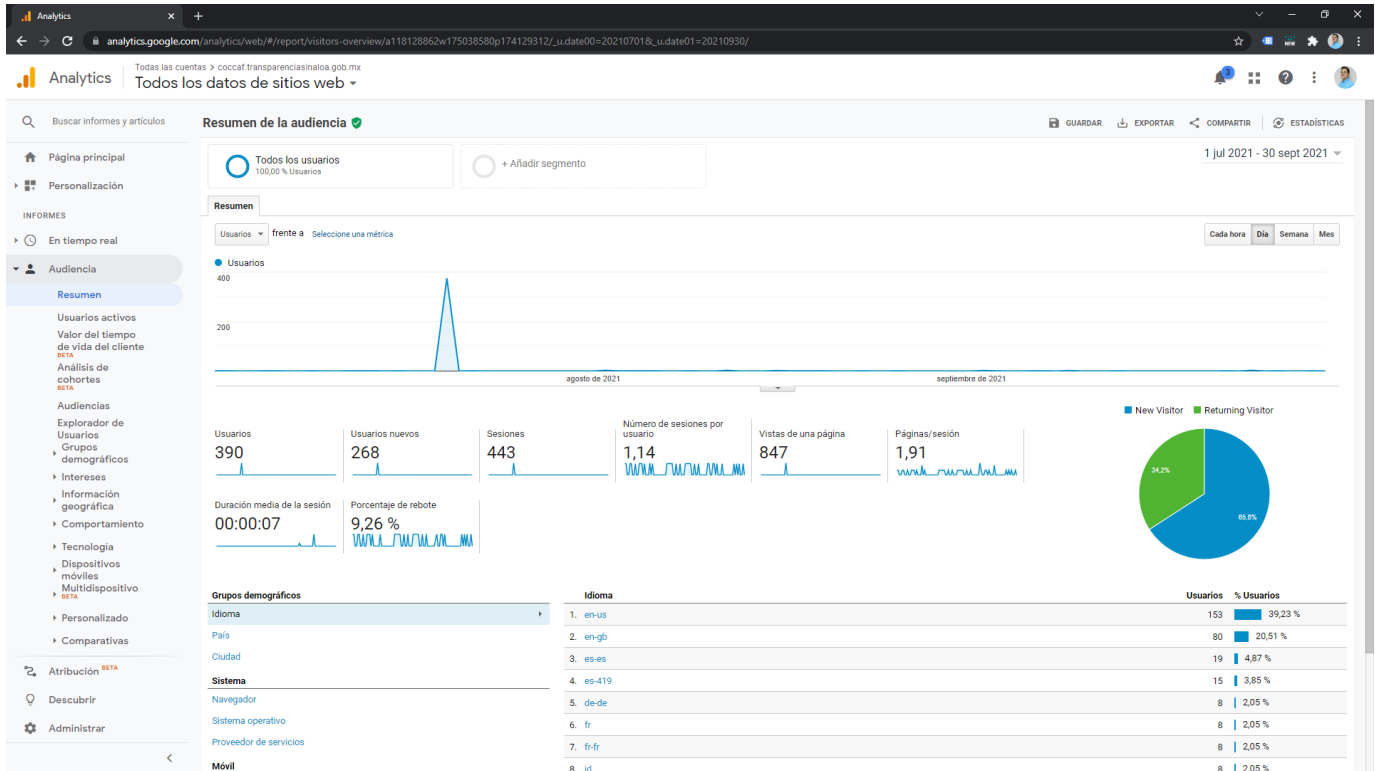 Analytics
analytics.google.com/analytics/web/#/report/visitors-overview/a118128862w175038580p174129312/_u.date00=20210701&_u.date01=20210930/
Analytics
Todas las cuentas > coccaf.transparenciasinaloa.gob.mx
Todos los datos de sitios web
3
Buscar informes y artículos
Página principal
Personalización
INFORMES
En tiempo real
Audiencia
Resumen
Usuarios activos
Valor del tiempo
de vida del cliente
BETA
Análisis de
cohortes
BETA
Audiencias
Explorador de
Usuarios
Grupos
demográficos
Intereses
Información
geográfica
Comportamiento
Tecnología
Dispositivos
móviles
Multidispositivo
BETA
Personalizado
Comparativas
Atribución BETA
Descubrir
Administrar
Resumen de la audiencia
GUARDAR EXPORTAR COMPARTIR ESTADÍSTICAS
Todos los usuarios
100,00 % Usuarios
+ Añadir segmento
1 jul 2021 - 30 sept 2021
Resumen
Usuarios frente a Seleccione una métrica
Cada hora Día Semana Mes
Usuarios
400
200
agosto de 2021 septiembre de 2021
New Visitor Returning Visitor
34,2%
65,8%
Usuarios
390
Usuarios nuevos
268
Sesiones
443
Número de sesiones por
usuario
1,14
Vistas de una página
847
Páginas/sesión
1,91
Duración media de la sesión
00:00:07
Porcentaje de rebote
9,26 %
Grupos demográficos
Idioma
País
Ciudad
Sistema
Navegador
Sistema operativo
Proveedor de servicios
Móvil
Idioma Usuarios % Usuarios
1. en-us 153 39,23 %
2. en-gb 80 20,51 %
3. es-es 19 4,87 %
4. es-419 15 3,85 %
5. de-de 8 2,05 %
6. fr 8 2,05 %
7. fr-fr 8 2,05 %
8. id 8 2,05 %